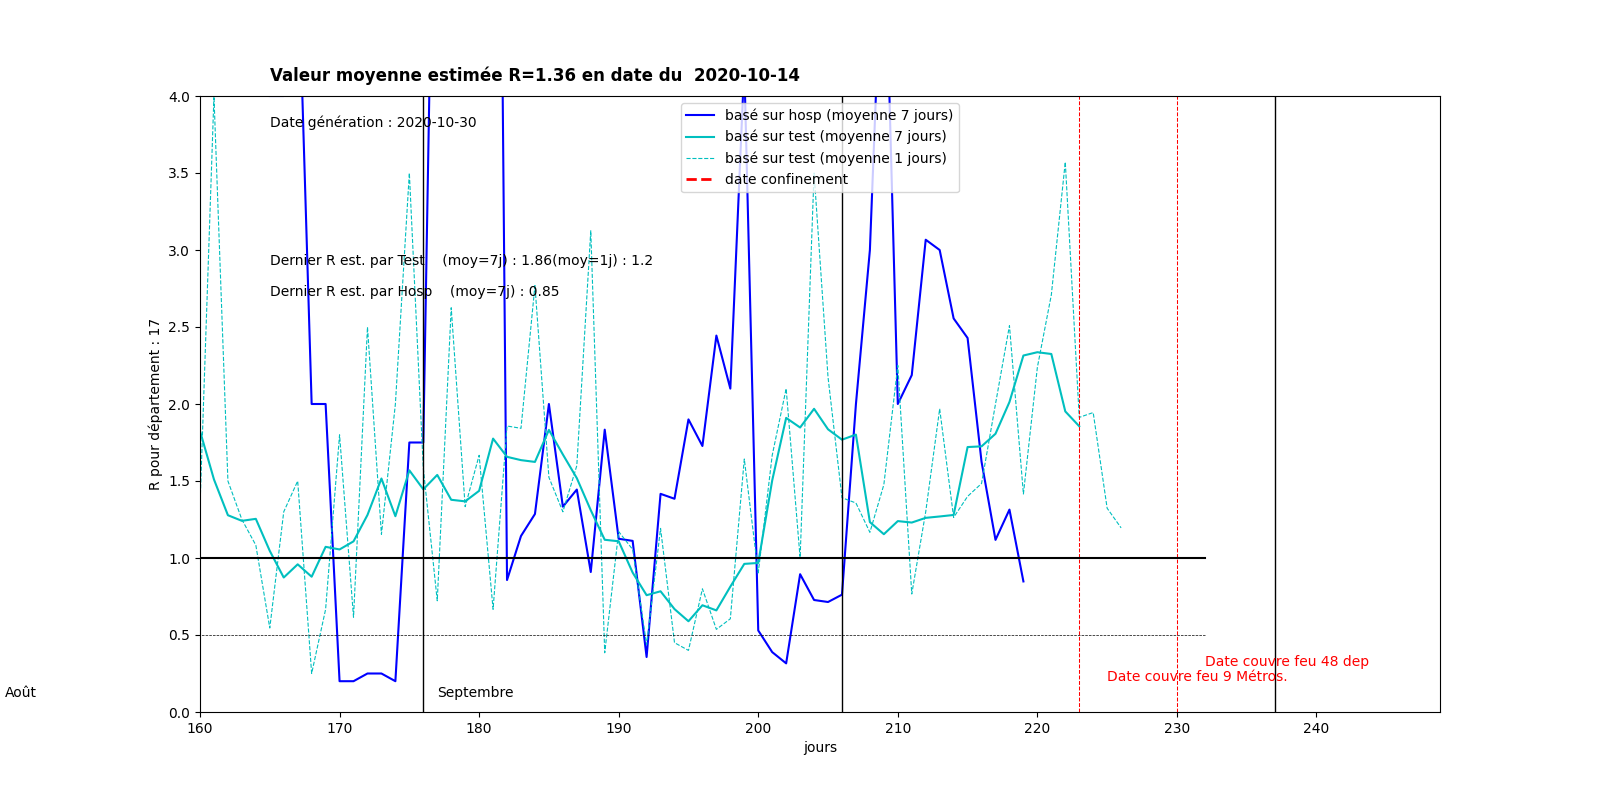 Valeur moyenne estimée R=1.36 en date du  2020-10-14
4.0
Date génération : 2020-10-30
basé sur hosp (moyenne 7 jours)
basé sur test (moyenne 7 jours)
basé sur test (moyenne 1 jours)
date confinement
3.5
3.0
Dernier R est. par Test    (moy=7j) : 1.86(moy=1j) : 1.2
Dernier R est. par Hosp    (moy=7j) : 0.85
2.5
2.0
1.5
1.0
0.5
0.0
R pour département : 17
Date couvre feu 48 dep
Date couvre feu 9 Métros.
Août
Septembre
160 170 180 190 200 210 220 230 240
jours